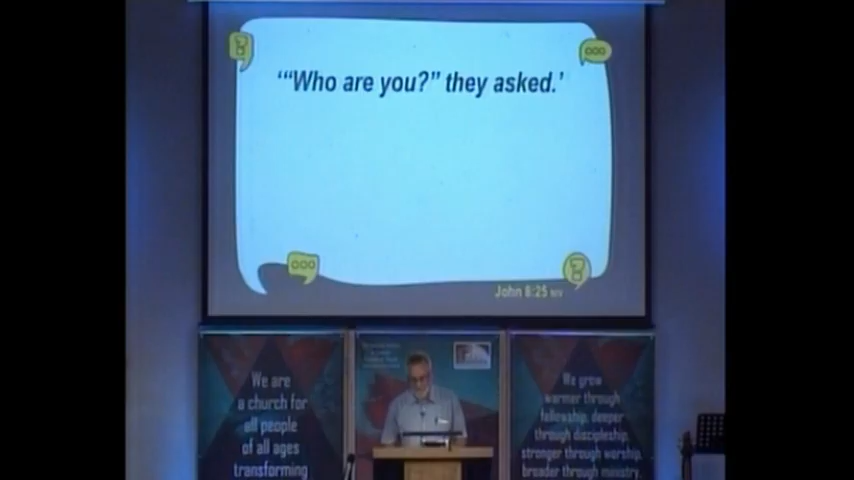 ‘“Who are you?” they asked.’
John 8:25 NIV
We are
a church for
all people
of all ages
transforming
We grow
warmer through
fellowship, deeper
through discipleship,
stronger through worship,
broader through ministry,